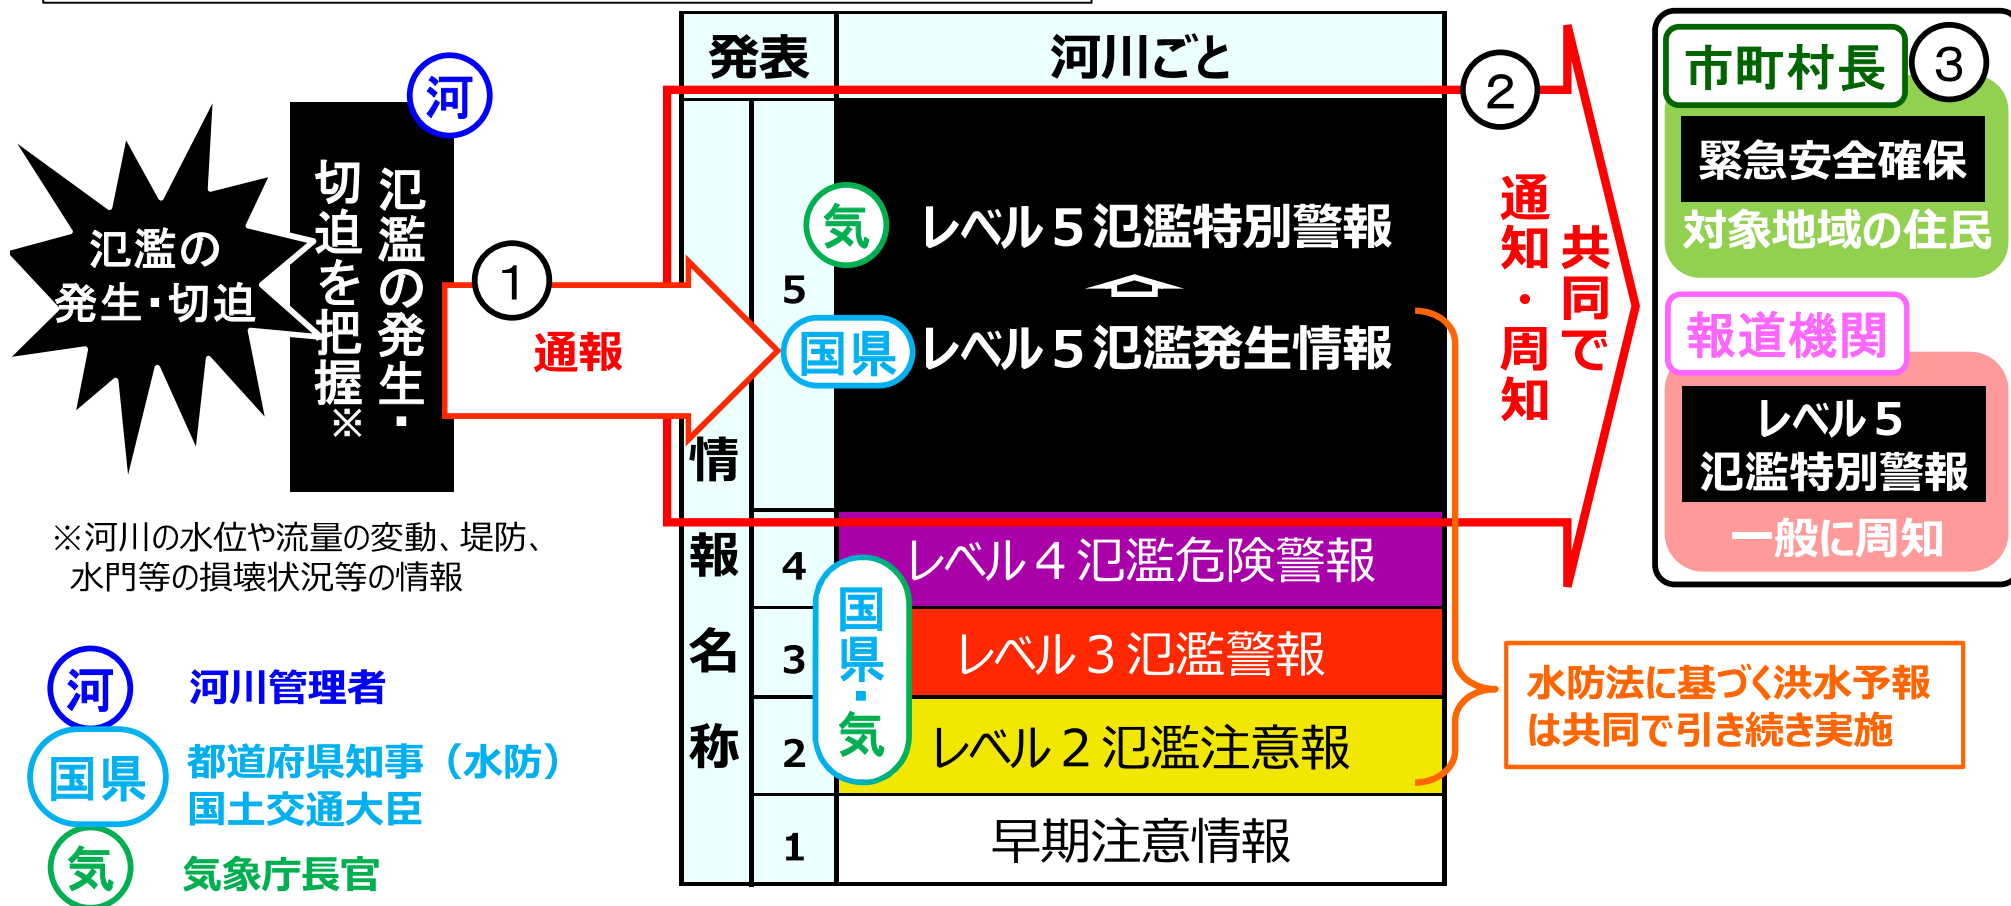 氾濫の
発生・切迫
河
氾濫の発生・
切迫を把握※
①
通報
※河川の水位や流量の変動、堤防、
水門等の損壊状況等の情報
河 河川管理者
国県 都道府県知事（水防）
国土交通大臣
気 気象庁長官
発表 河川ごと
情報名称
5
気 レベル５氾濫特別警報
国県 レベル５氾濫発生情報
4 レベル４氾濫危険警報
国県・気
3 レベル３氾濫警報
2 レベル２氾濫注意報
1 早期注意情報
②
共同で
通知・周知
水防法に基づく洪水予報
は共同で引き続き実施
市町村長 ③
緊急安全確保
対象地域の住民
報道機関
レベル５
氾濫特別警報
一般に周知